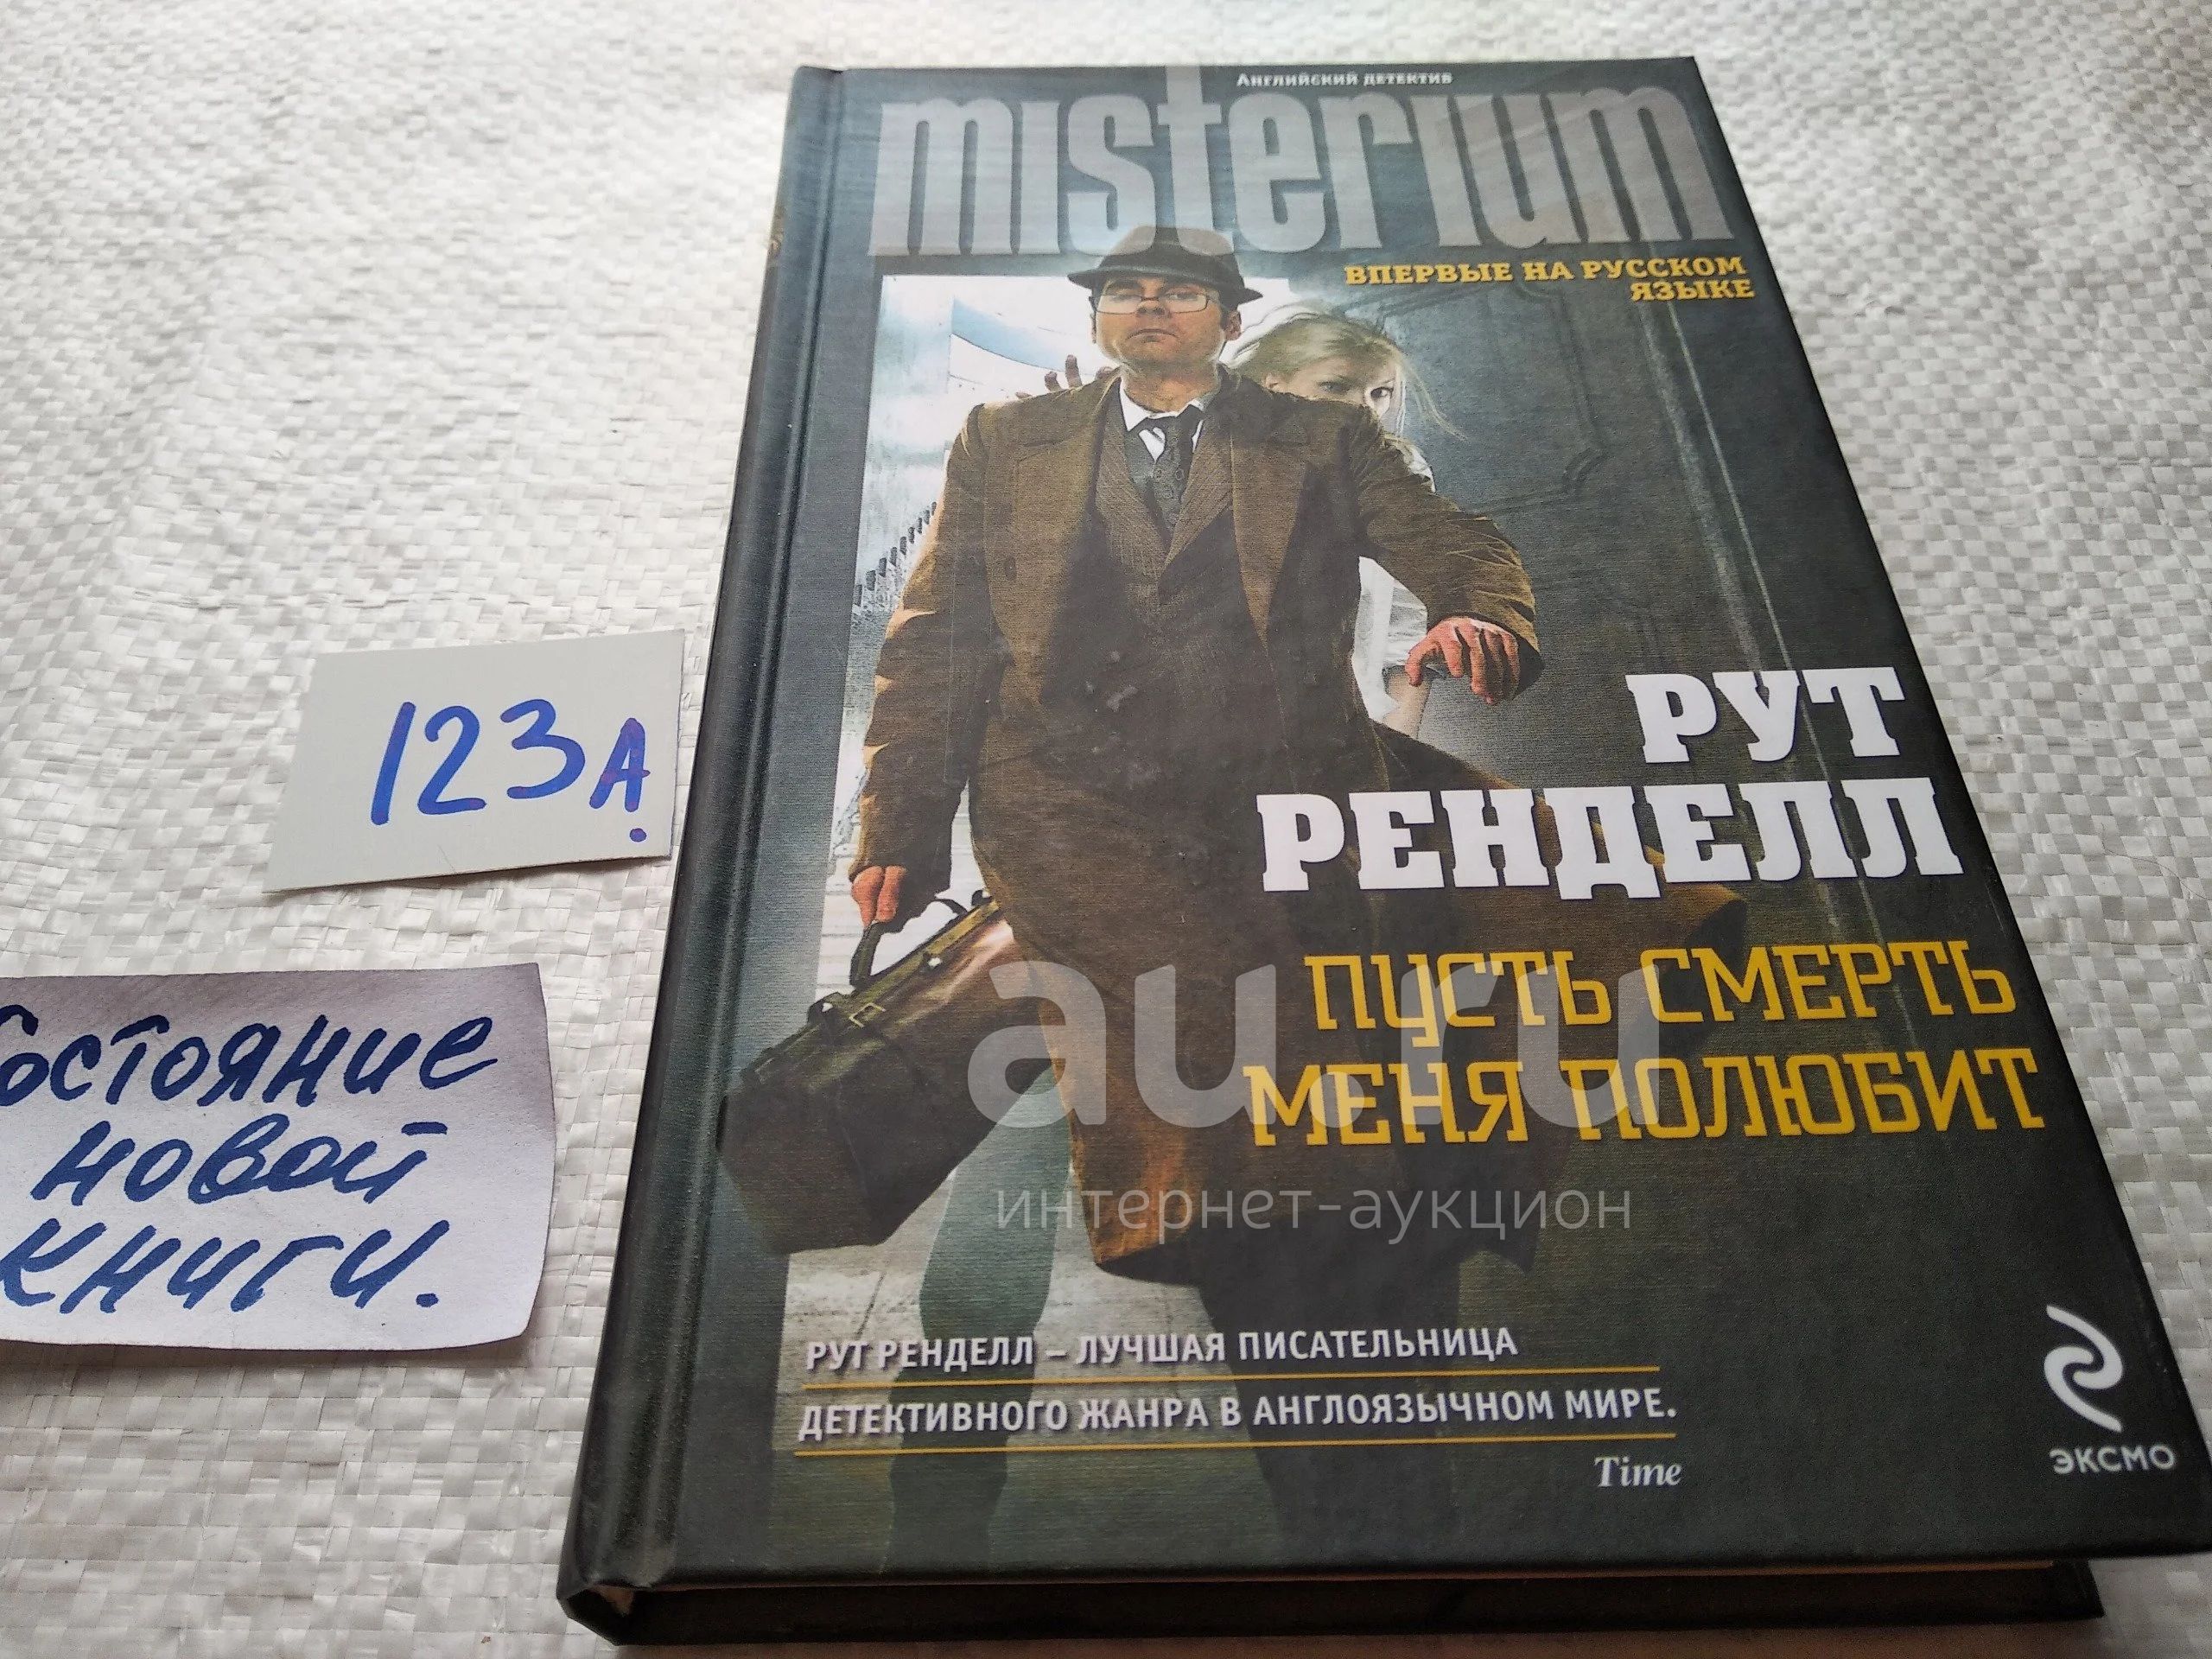 Английский детектив
misterium
ВПЕРВЫЕ НА РУССКОМ
ЯЗЫКЕ
РУТ
РЕНДЕЛЛ
ПУСТЬ СМЕРТЬ
МЕНЯ ПОЛЮБИТ
РУТ РЕНДЕЛЛ – ЛУЧШАЯ ПИСАТЕЛЬНИЦА
ДЕТЕКТИВНОГО ЖАНРА В АНГЛОЯЗЫЧНОМ МИРЕ.
Time
ЭКСМО
123А.
Состояние
новой
книги.
au.ru
интернет-аукцион